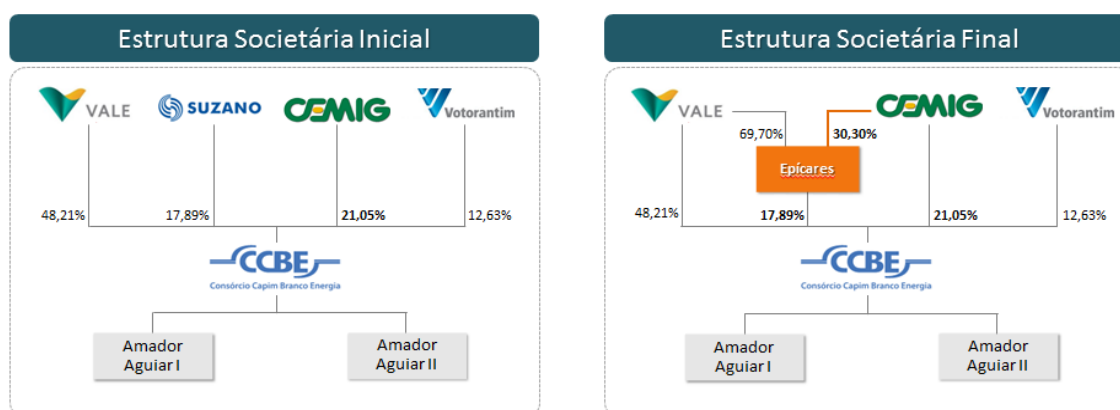 Estrutura Societária Inicial
VALE
SUZANO
CEMIG
Votorantim
48,21%
17,89%
21,05%
12,63%
CCBE
Consórcio Capim Branco Energia
Amador
Aguiar I
Amador
Aguiar II
Estrutura Societária Final
VALE
CEMIG
Votorantim
69,70%
30,30%
Epícares
48,21%
17,89%
21,05%
12,63%
CCBE
Consórcio Capim Branco Energia
Amador
Aguiar I
Amador
Aguiar II